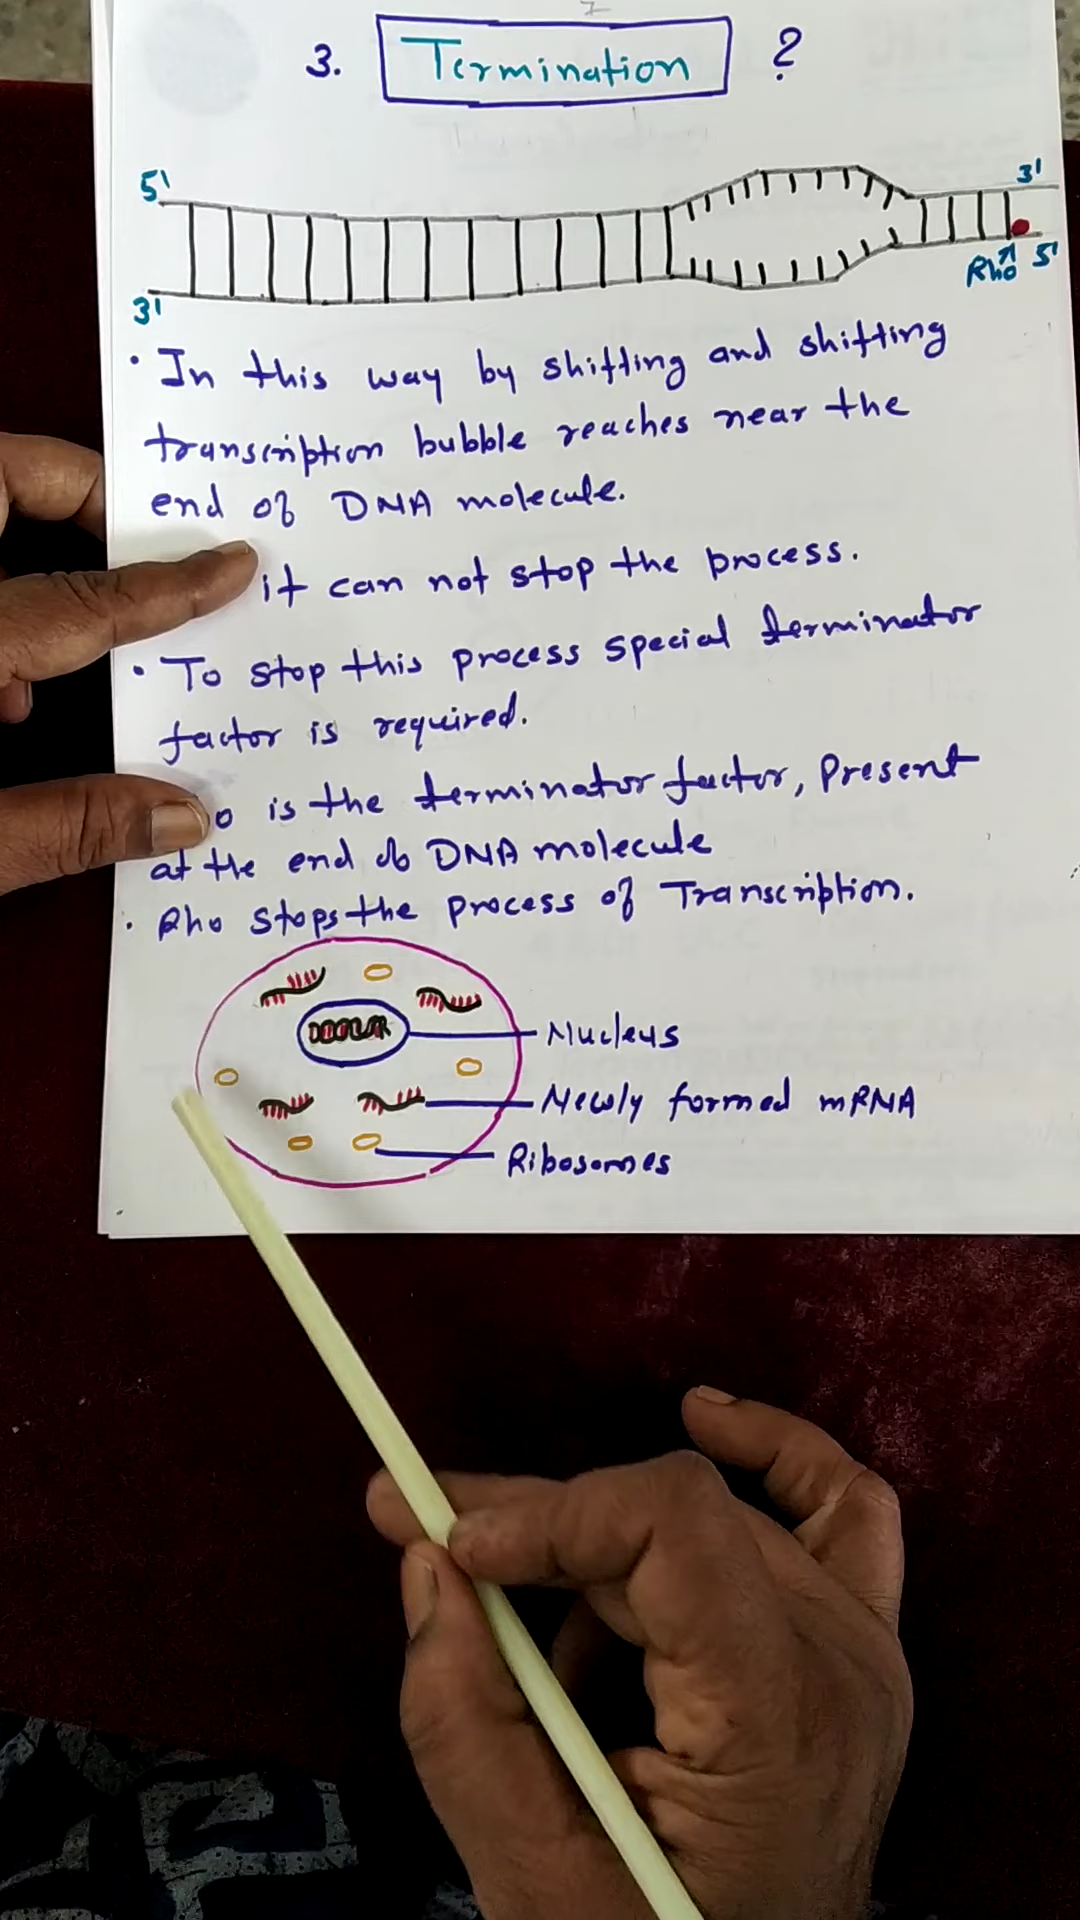 3. Termination ?
5' 3'
3' Rho 5'
• In this way by shifting and shifting
transcription bubble reaches near the
end of DNA molecule.
it can not stop the process.
• To stop this process special terminator
factor is required.
o is the terminator factor, Present
at the end of DNA molecule
• Rho stops the process of Transcription.
Nucleus
Newly formed mRNA
Ribosomes